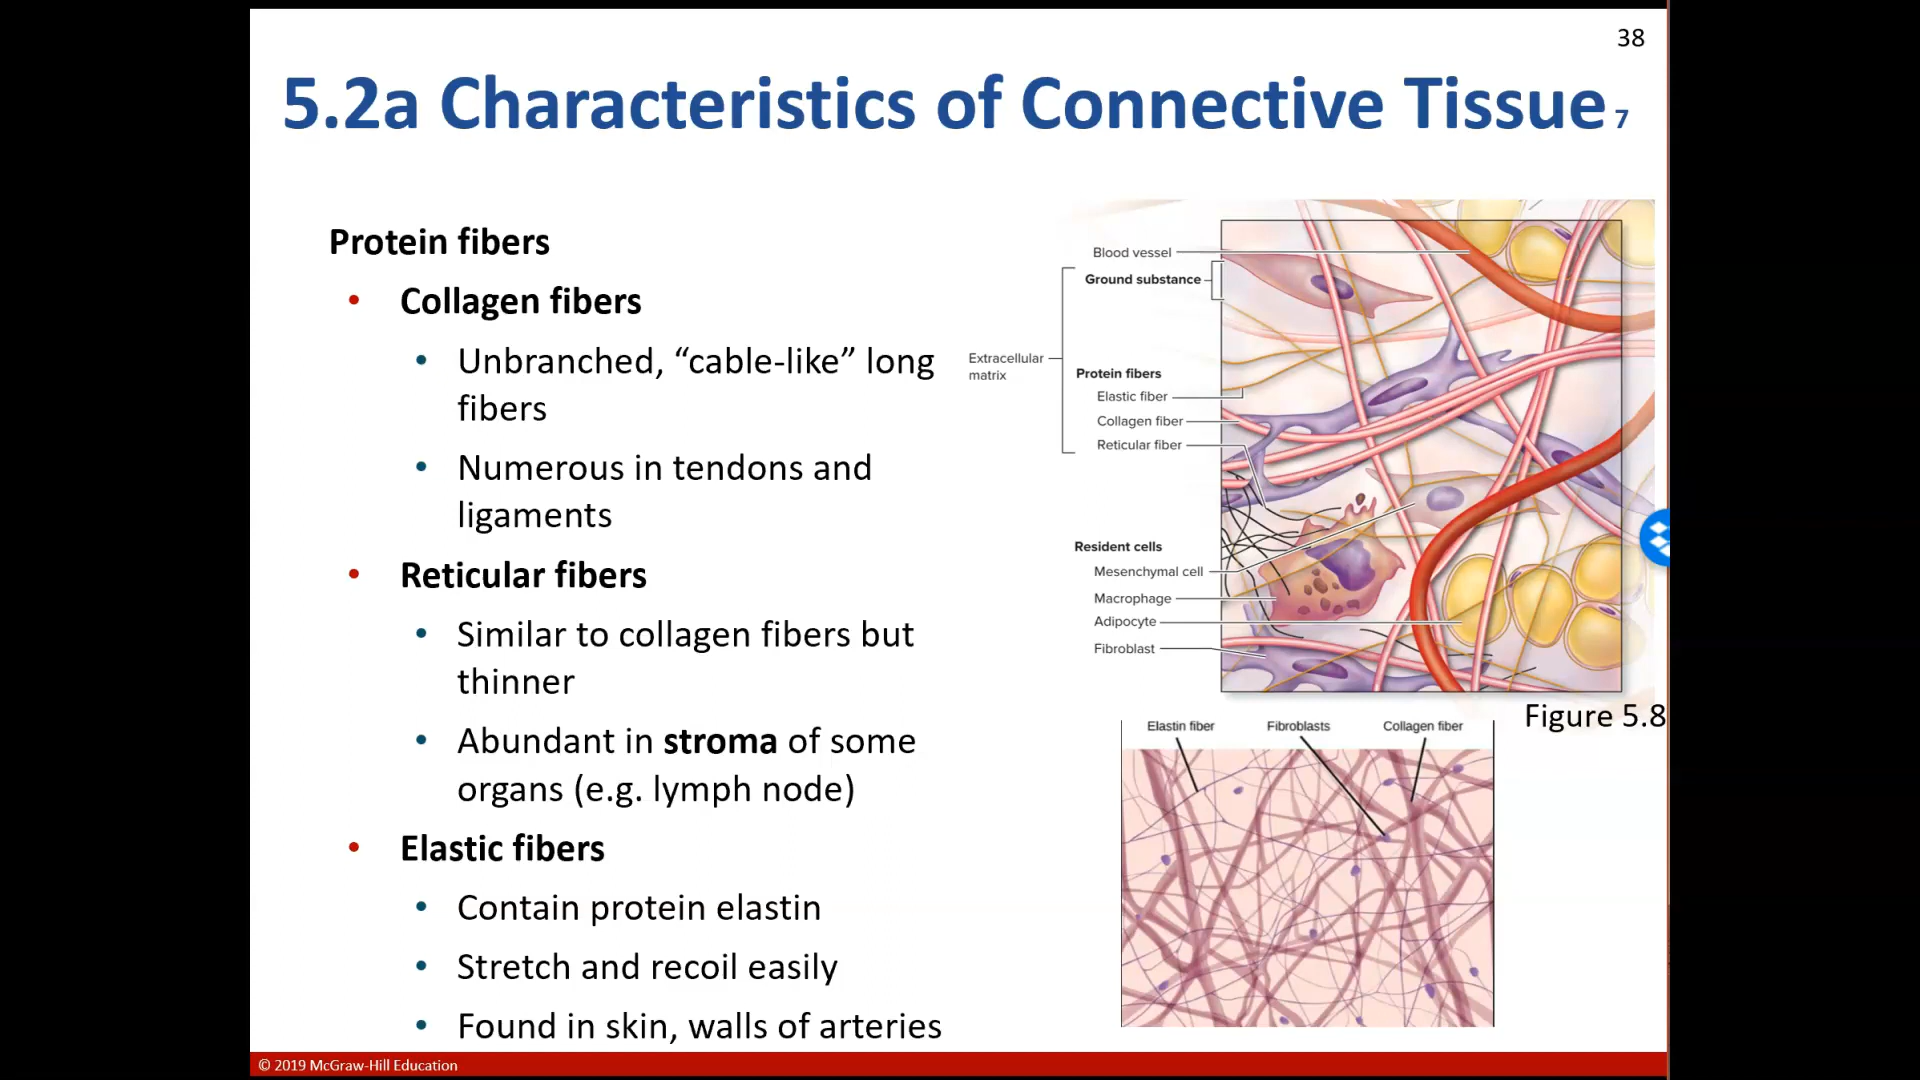 38
5.2a Characteristics of Connective Tissue 7
Protein fibers
• Collagen fibers
• Unbranched, “cable-like” long
fibers
• Numerous in tendons and
ligaments
• Reticular fibers
• Similar to collagen fibers but
thinner
• Abundant in stroma of some
organs (e.g. lymph node)
• Elastic fibers
• Contain protein elastin
• Stretch and recoil easily
• Found in skin, walls of arteries
Blood vessel
Ground substance
Extracellular
matrix
Protein fibers
Elastic fiber
Collagen fiber
Reticular fiber
Resident cells
Mesenchymal cell
Macrophage
Adipocyte
Fibroblast
Figure 5.8
Elastin fiber Fibroblasts Collagen fiber
© 2019 McGraw-Hill Education